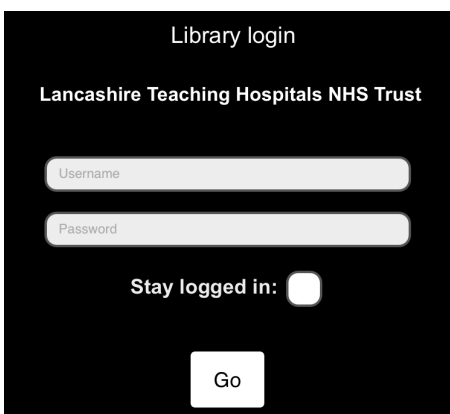 Library login
Lancashire Teaching Hospitals NHS Trust
Username
Password
Stay logged in:
Go